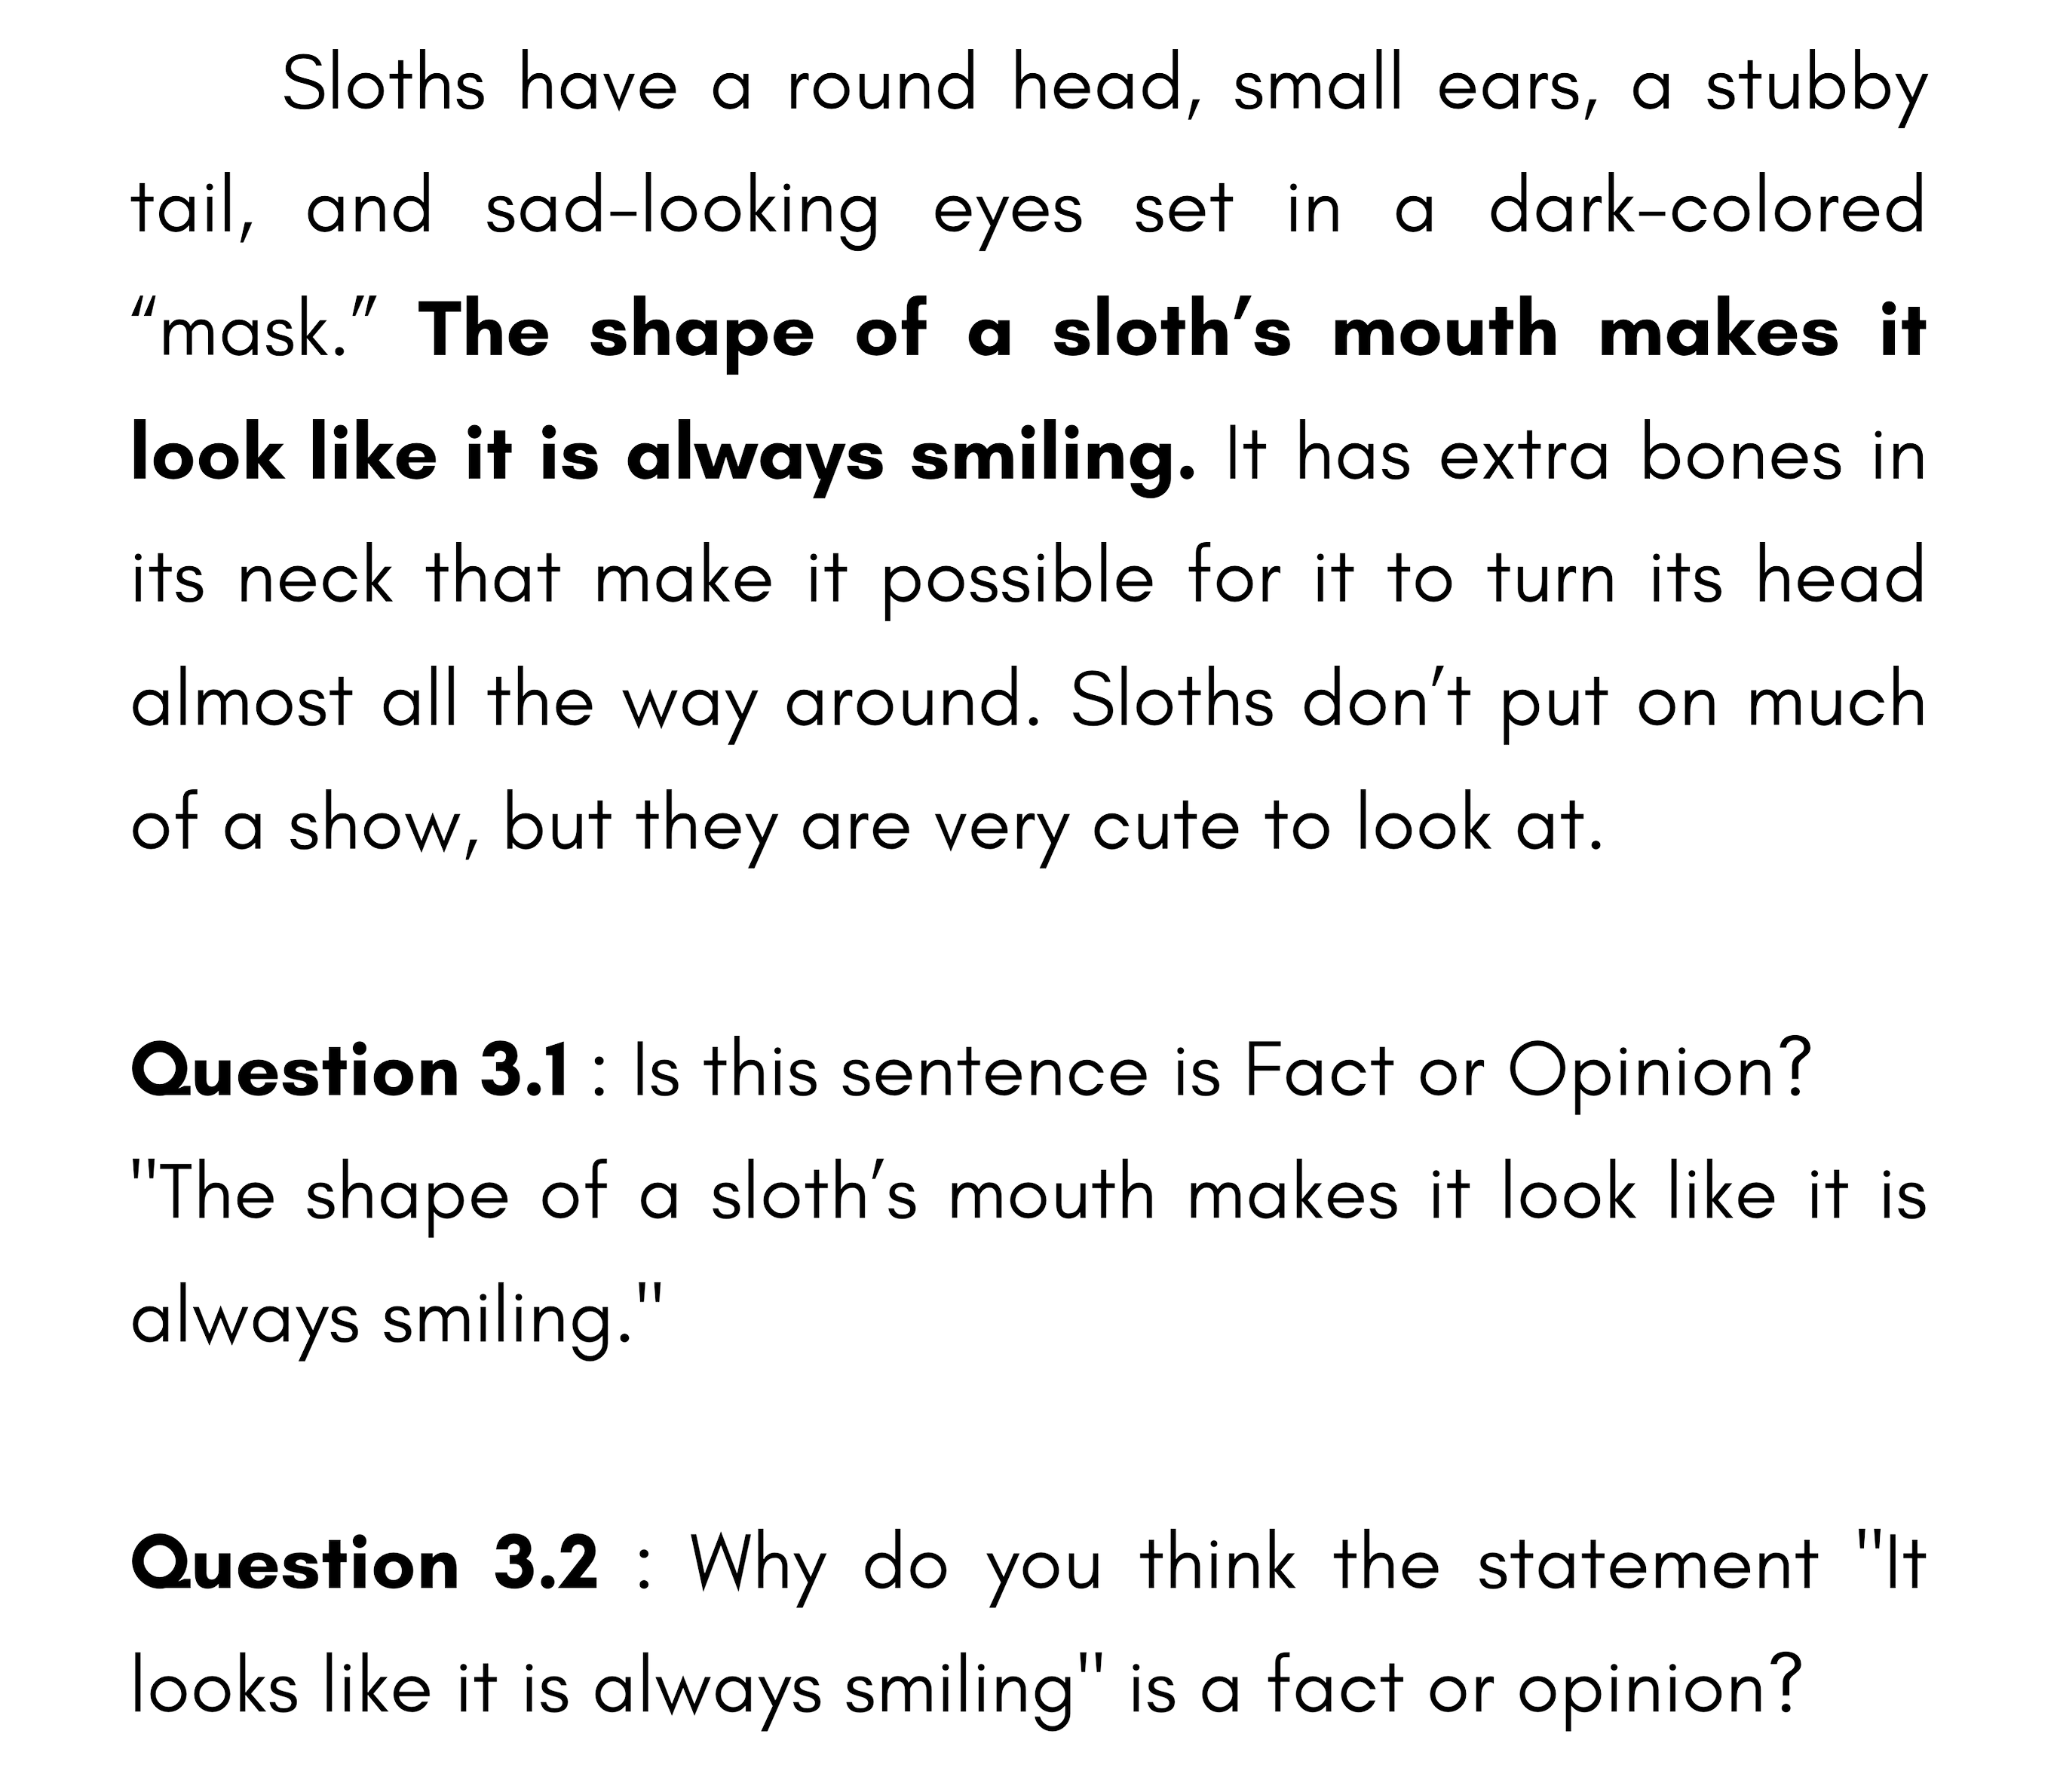 Sloths have a round head, small ears, a stubby
tail, and sad-looking eyes set in a dark-colored
“mask.” The shape of a sloth’s mouth makes it
look like it is always smiling. It has extra bones in
its neck that make it possible for it to turn its head
almost all the way around. Sloths don’t put on much
of a show, but they are very cute to look at.
Question 3.1 : Is this sentence is Fact or Opinion?
"The shape of a sloth’s mouth makes it look like it is
always smiling."
Question 3.2 : Why do you think the statement "It
looks like it is always smiling" is a fact or opinion?